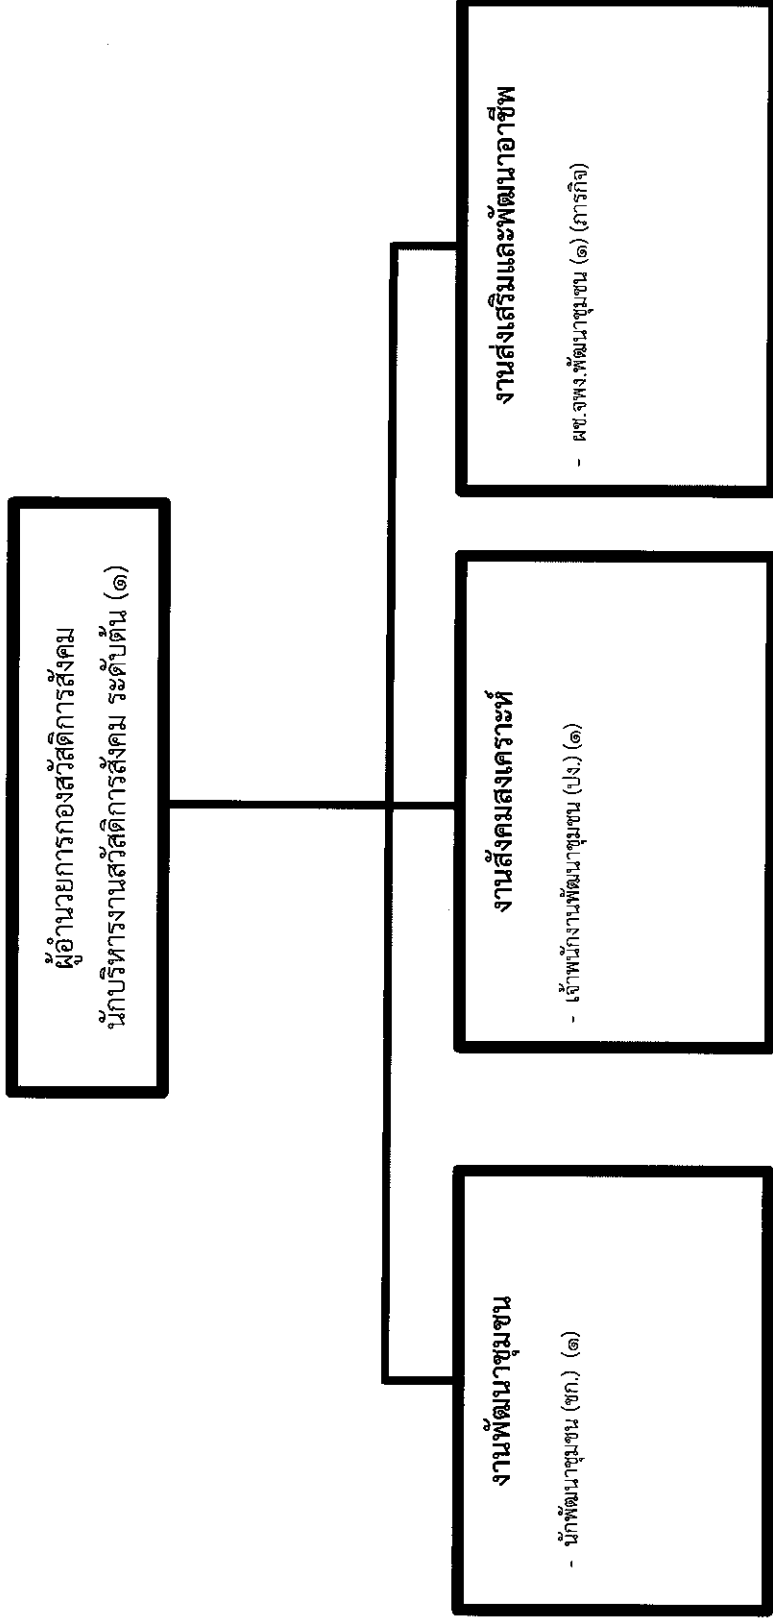 ผู้อำนวยการกองสวัสดิการสังคม
นักบริหารงานสวัสดิการสังคม ระดับต้น (๑)
งานพัฒนาชุมชน
- นักพัฒนาชุมชน (ชก.) (๑)
งานสังคมสงเคราะห์
- เจ้าพนักงานพัฒนาชุมชน (ปง.) (๑)
งานส่งเสริมและพัฒนาอาชีพ
- ผช.จพง.พัฒนาชุมชน (๑) (ภารกิจ)